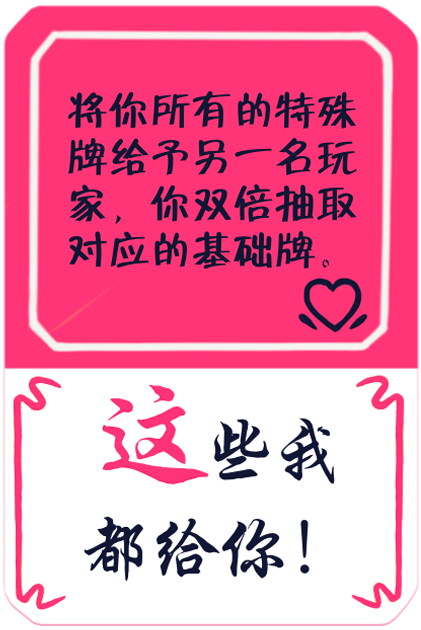 将你所有的特殊
牌给予另一名玩
家，你双倍抽取
对应的基础牌。
这些我
都给你！